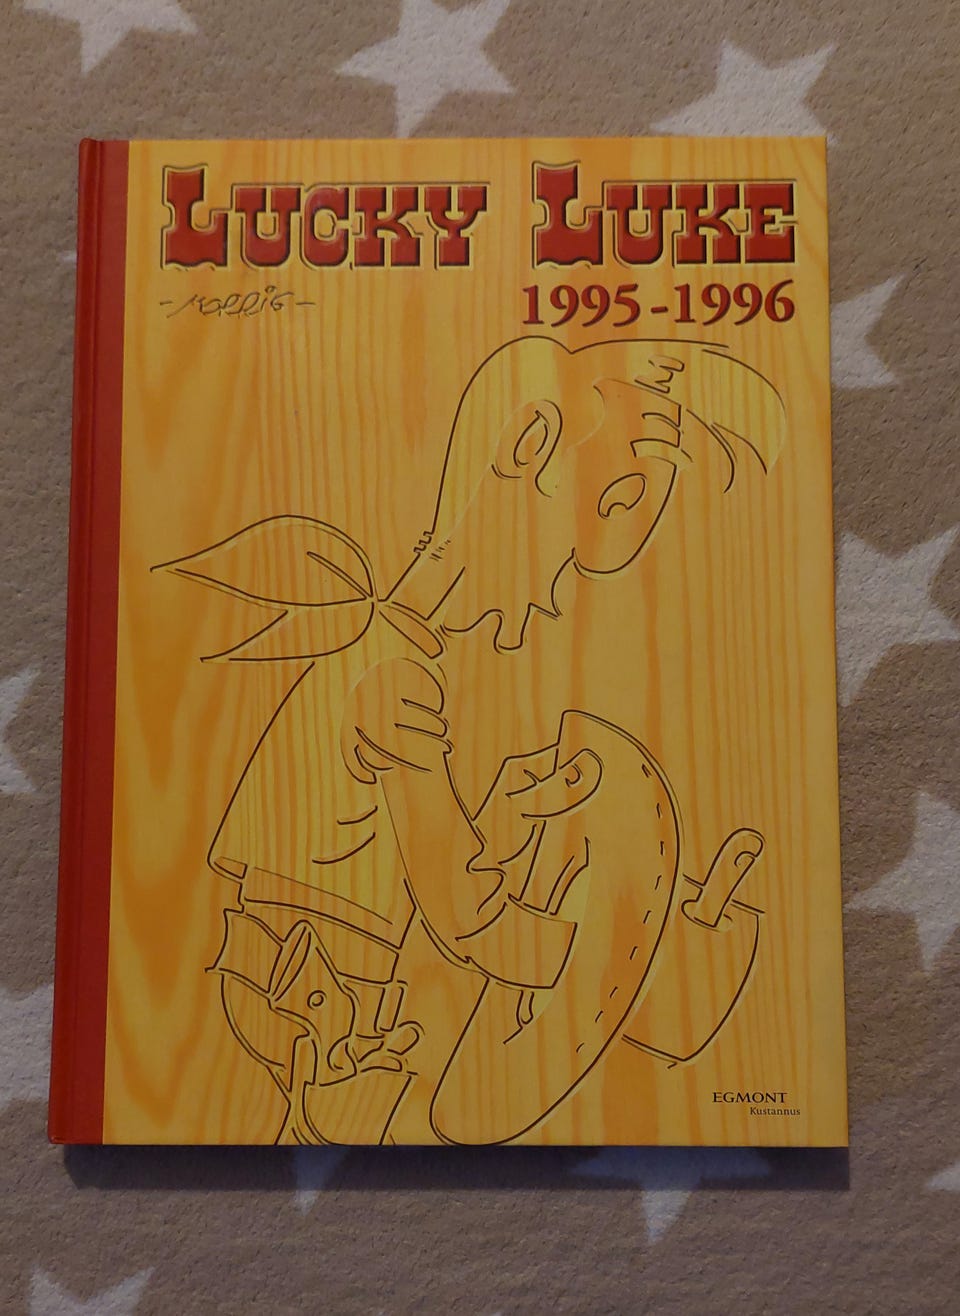 LUCKY LUKE
-MORRIS-
1995-1996
EGMONT
Kustannus